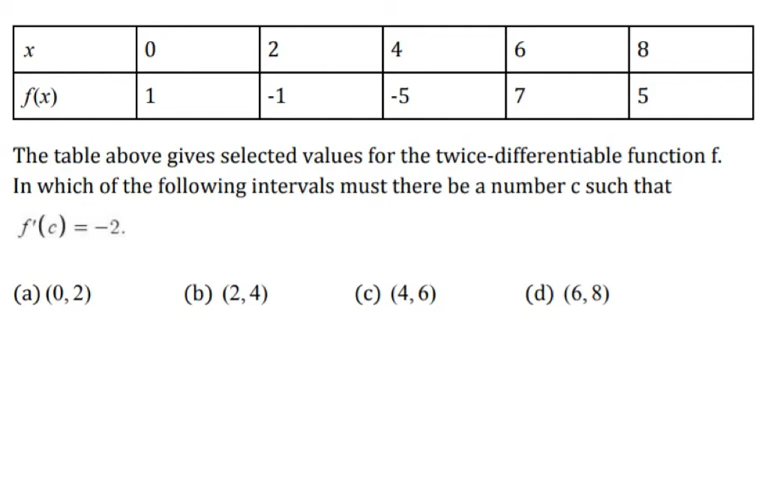 x 0 2 4 6 8
f(x) 1 -1 -5 7 5
The table above gives selected values for the twice-differentiable function f.
In which of the following intervals must there be a number c such that
f'(c) = −2.
(a) (0, 2) (b) (2, 4) (c) (4, 6) (d) (6, 8)